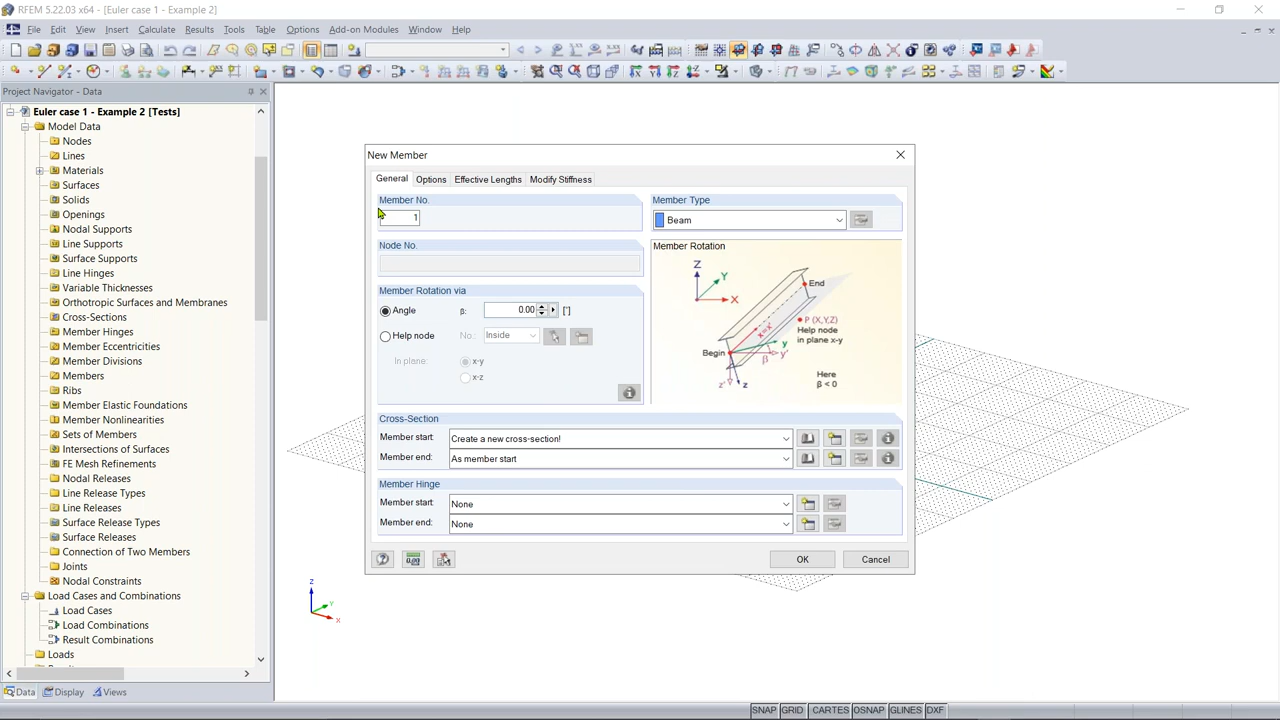 RFEM 5.22.03 x64 - [Euler case 1 - Example 2]
File Edit View Insert Calculate Results Tools Table Options Add-on Modules Window Help
Project Navigator - Data
Euler case 1 - Example 2 [Tests]
Model Data
Nodes
Lines
Materials
Surfaces
Solids
Openings
Nodal Supports
Line Supports
Surface Supports
Line Hinges
Variable Thicknesses
Orthotropic Surfaces and Membranes
Cross-Sections
Member Hinges
Member Eccentricities
Member Divisions
Members
Ribs
Member Elastic Foundations
Member Nonlinearities
Sets of Members
Intersections of Surfaces
FE Mesh Refinements
Nodal Releases
Line Release Types
Line Releases
Surface Release Types
Surface Releases
Connection of Two Members
Joints
Nodal Constraints
Load Cases and Combinations
Load Cases
Load Combinations
Result Combinations
Loads
Data Display Views
New Member
General Options Effective Lengths Modify Stiffness
Member No.
1
Member Type
Beam
Node No.
Member Rotation via
Angle β: 0.00 [°]
Help node No.: Inside
In plane: x-y
x-z
Member Rotation
Z
Y
X
End
P (X,Y,Z)
Help node
in plane x-y
x=x'
y
y'
Begin
β
z'
z
Here
β < 0
Cross-Section
Member start: Create a new cross-section!
Member end: As member start
Member Hinge
Member start: None
Member end: None
OK Cancel
Z
Y
X
SNAP GRID CARTES OSNAP GLINES DXF